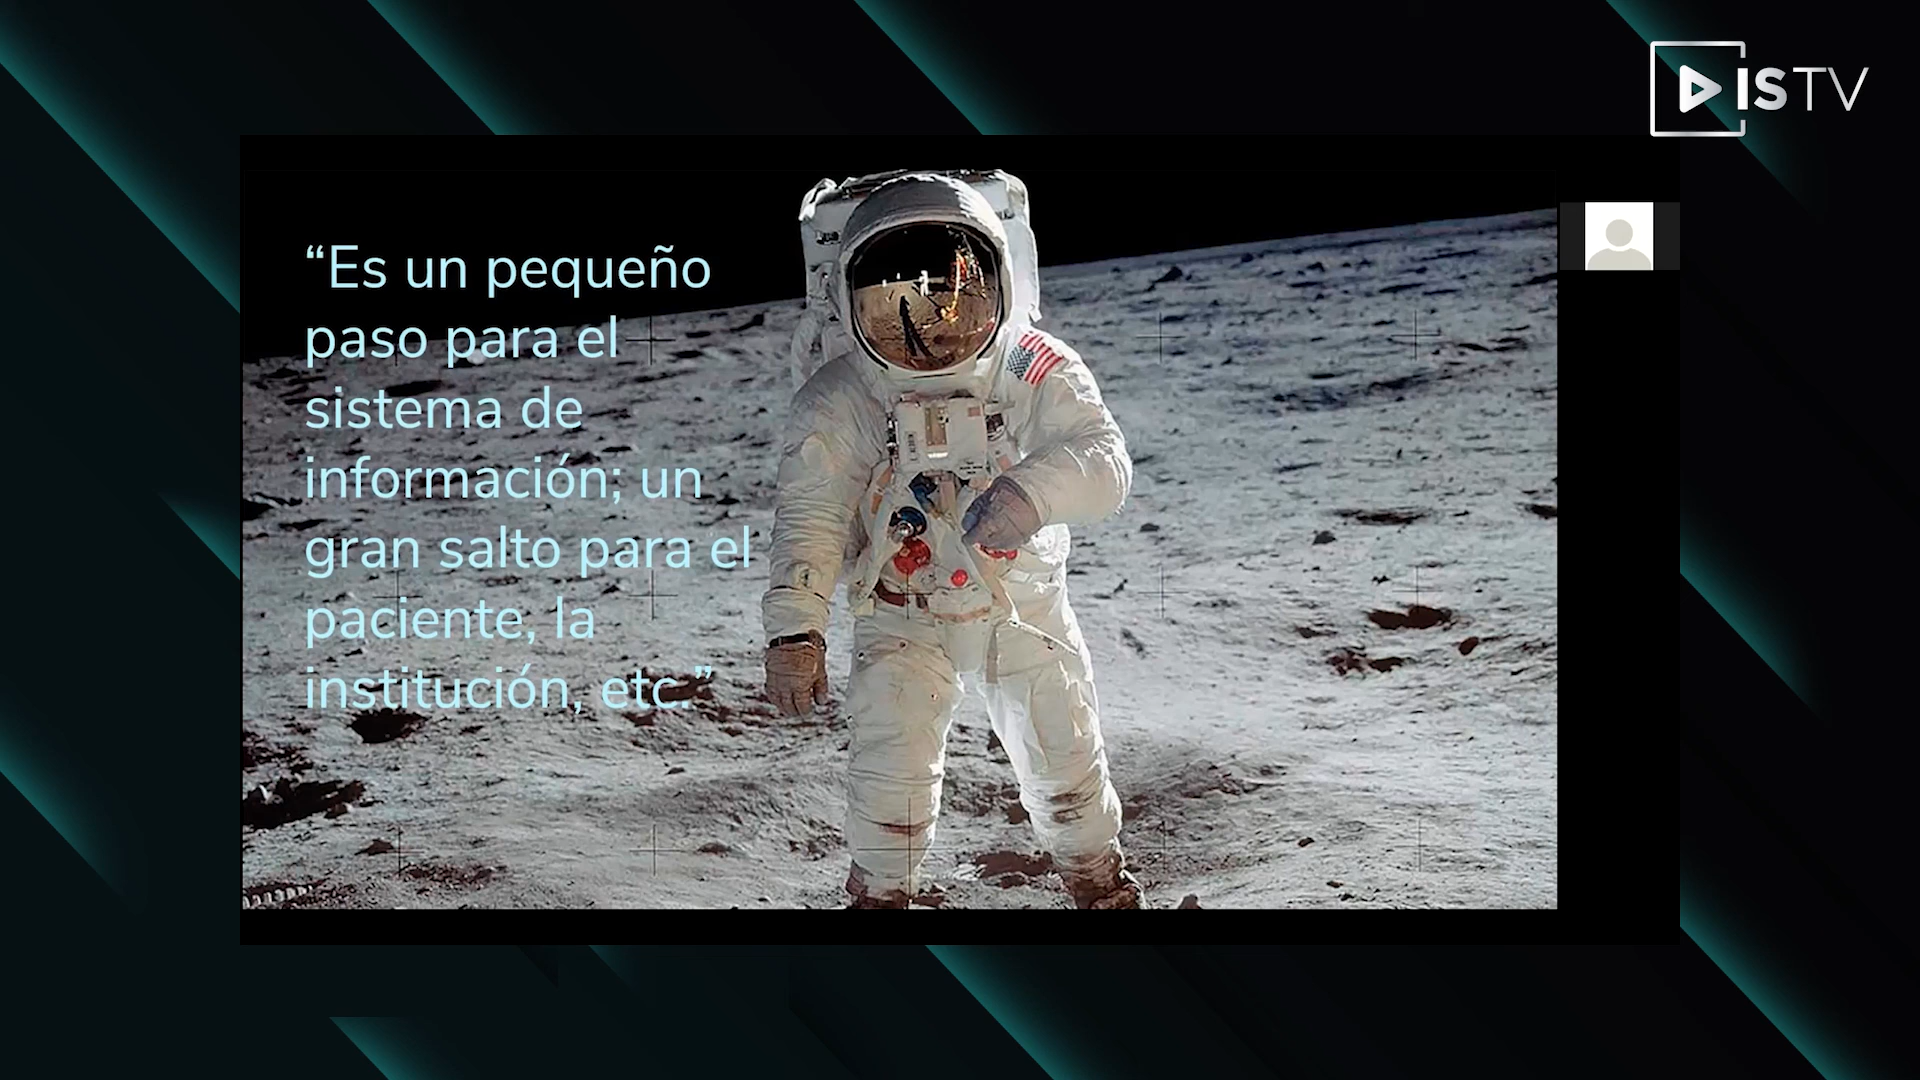 ISTV
“Es un pequeño
paso para el
sistema de
información; un
gran salto para el
paciente, la
institución, etc.”